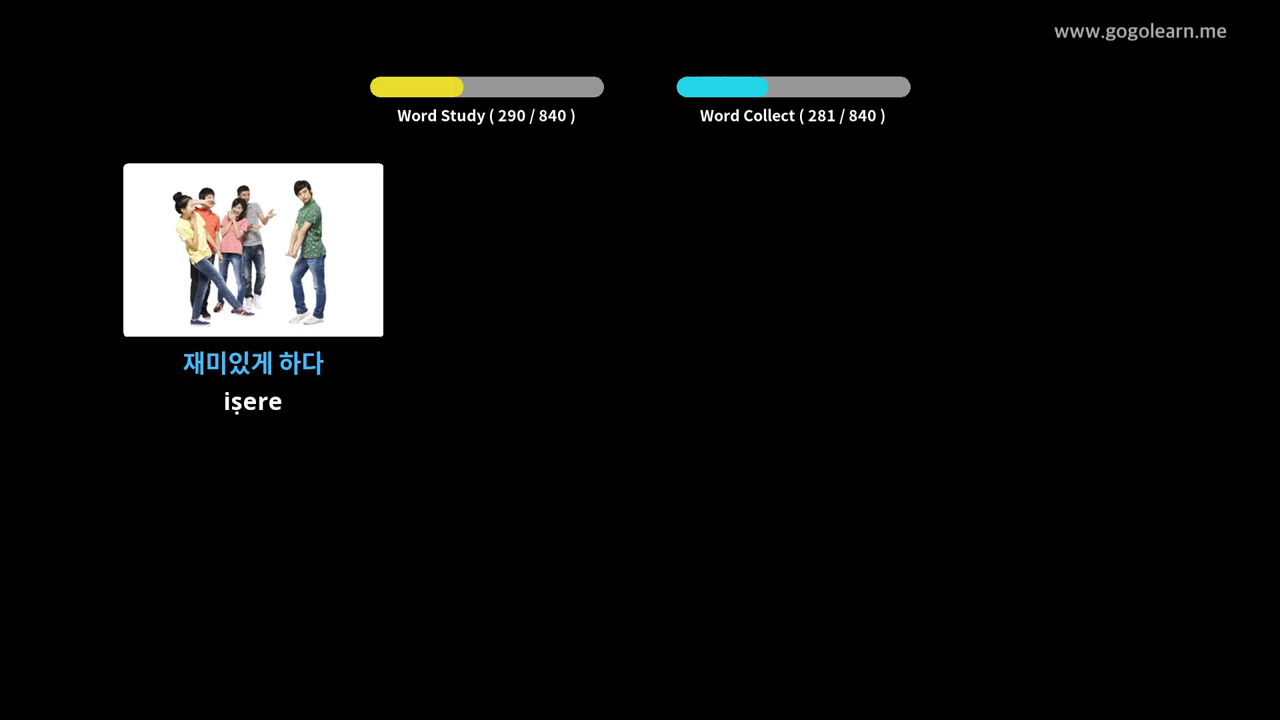 www.gogolearn.me
Word Study ( 290 / 840 )
Word Collect ( 281 / 840 )
재미있게 하다
iṣere